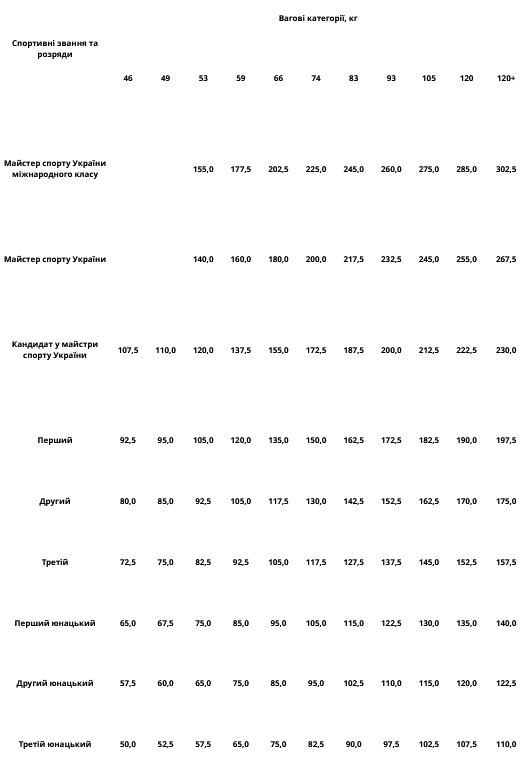 Вагові категорії, кг
Спортивні звання та
розряди
46 49 53 59 66 74 83 93 105 120 120+
Майстер спорту України
міжнародного класу
155,0 177,5 202,5 225,0 245,0 260,0 275,0 285,0 302,5
Майстер спорту України 140,0 160,0 180,0 200,0 217,5 232,5 245,0 255,0 267,5
Кандидат у майстри
спорту України
107,5 110,0 120,0 137,5 155,0 172,5 187,5 200,0 212,5 222,5 230,0
Перший 92,5 95,0 105,0 120,0 135,0 150,0 162,5 172,5 182,5 190,0 197,5
Другий 80,0 85,0 92,5 105,0 117,5 130,0 142,5 152,5 162,5 170,0 175,0
Третій 72,5 75,0 82,5 92,5 105,0 117,5 127,5 137,5 145,0 152,5 157,5
Перший юнацький 65,0 67,5 75,0 85,0 95,0 105,0 115,0 122,5 130,0 135,0 140,0
Другий юнацький 57,5 60,0 65,0 75,0 85,0 95,0 102,5 110,0 115,0 120,0 122,5
Третій юнацький 50,0 52,5 57,5 65,0 75,0 82,5 90,0 97,5 102,5 107,5 110,0